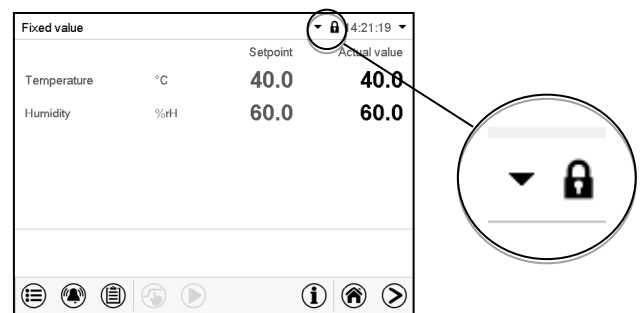 Fixed value 14:21:19
Setpoint Actual value
Temperature °C 40.0 40.0
Humidity %rH 60.0 60.0